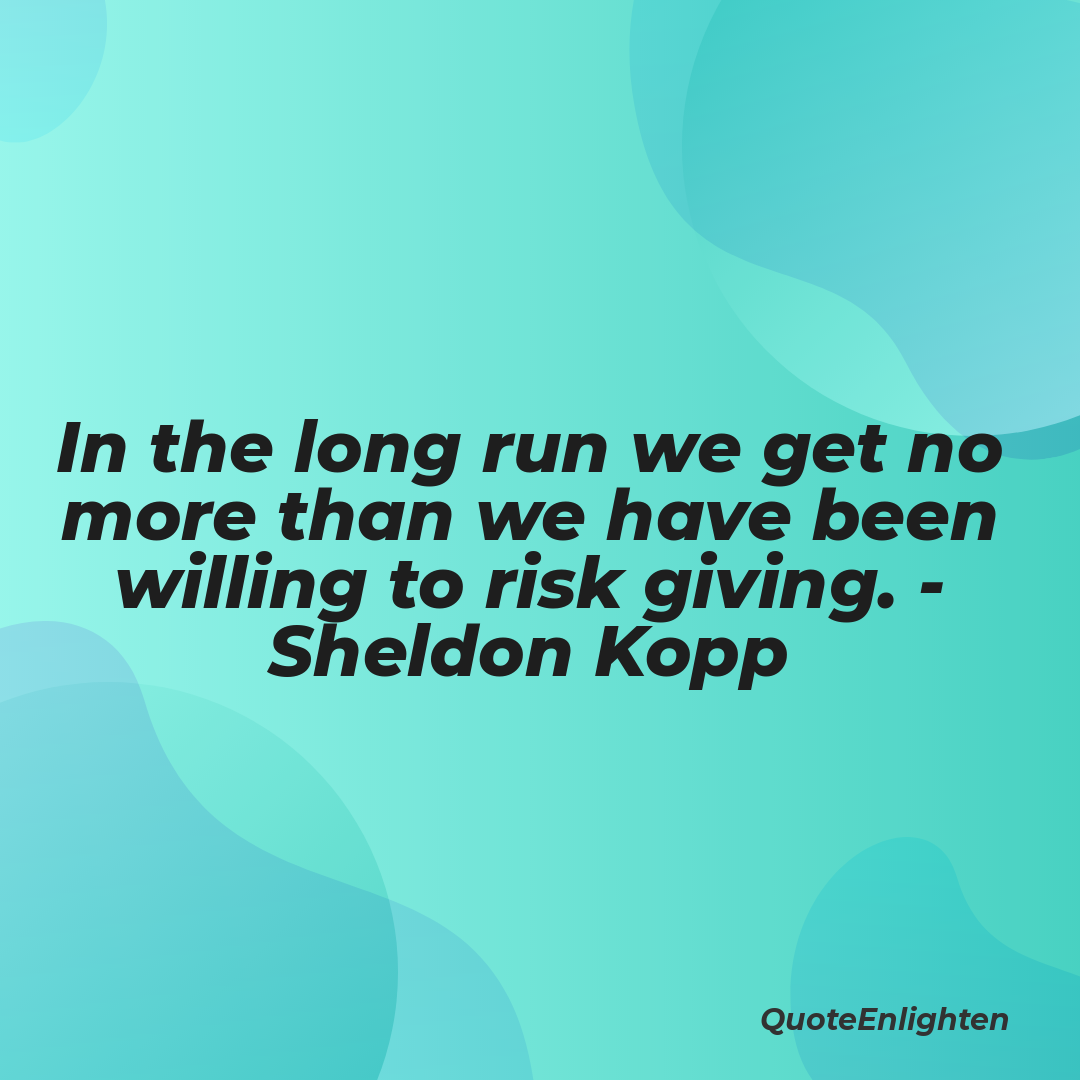 In the long run we get no
more than we have been
willing to risk giving. -
Sheldon Kopp
QuoteEnlighten